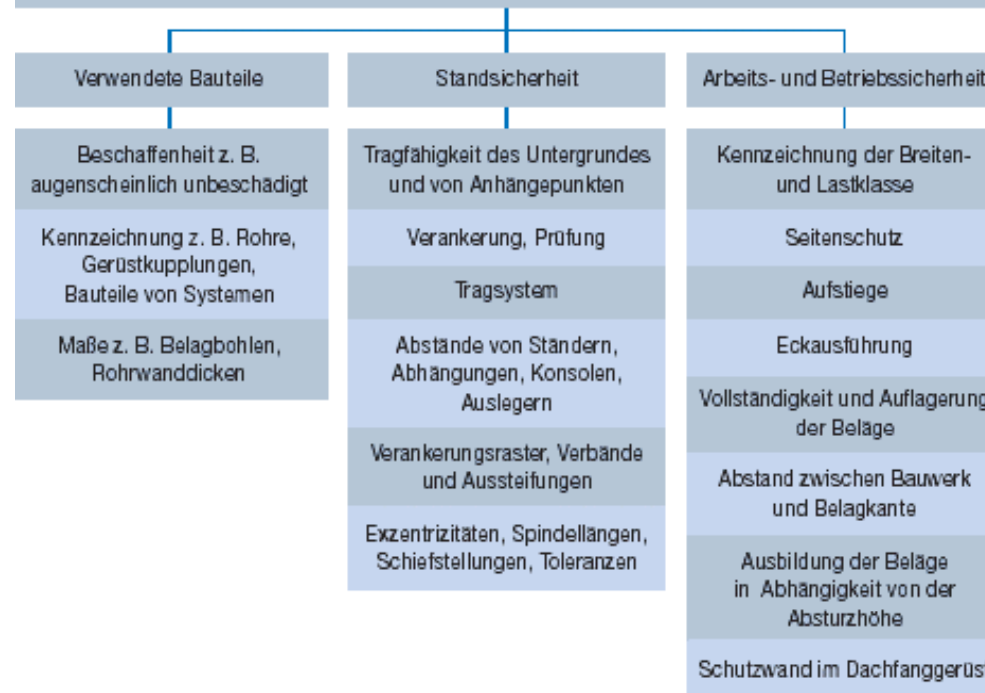 Verwendete Bauteile
Beschaffenheit z. B.
augenscheinlich unbeschädigt
Kennzeichnung z. B. Rohre,
Gerüstkupplungen,
Bauteile von Systemen
Maße z. B. Belagbohlen,
Rohrwanddicken
Standsicherheit
Tragfähigkeit des Untergrundes
und von Anhängepunkten
Verankerung, Prüfung
Tragsystem
Abstände von Ständern,
Abhängungen, Konsolen,
Auslegern
Verankerungsraster, Verbände
und Aussteifungen
Exzentrizitäten, Spindellängen,
Schiefstellungen, Toleranzen
Arbeits- und Betriebssicherheit
Kennzeichnung der Breiten-
und Lastklasse
Seitenschutz
Aufstiege
Eckausführung
Vollständigkeit und Auflagerung
der Beläge
Abstand zwischen Bauwerk
und Belagkante
Ausbildung der Beläge
in Abhängigkeit von der
Absturzhöhe
Schutzwand im Dachfanggerüst